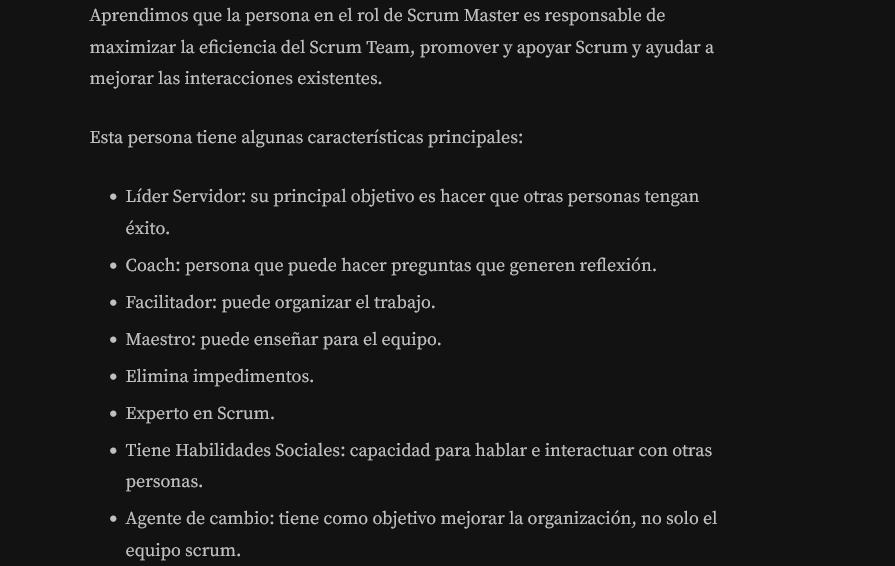 Aprendimos que la persona en el rol de Scrum Master es responsable de
maximizar la eficiencia del Scrum Team, promover y apoyar Scrum y ayudar a
mejorar las interacciones existentes.
Esta persona tiene algunas características principales:
• Líder Servidor: su principal objetivo es hacer que otras personas tengan
éxito.
• Coach: persona que puede hacer preguntas que generen reflexión.
• Facilitador: puede organizar el trabajo.
• Maestro: puede enseñar para el equipo.
• Elimina impedimentos.
• Experto en Scrum.
• Tiene Habilidades Sociales: capacidad para hablar e interactuar con otras
personas.
• Agente de cambio: tiene como objetivo mejorar la organización, no solo el
equipo scrum.